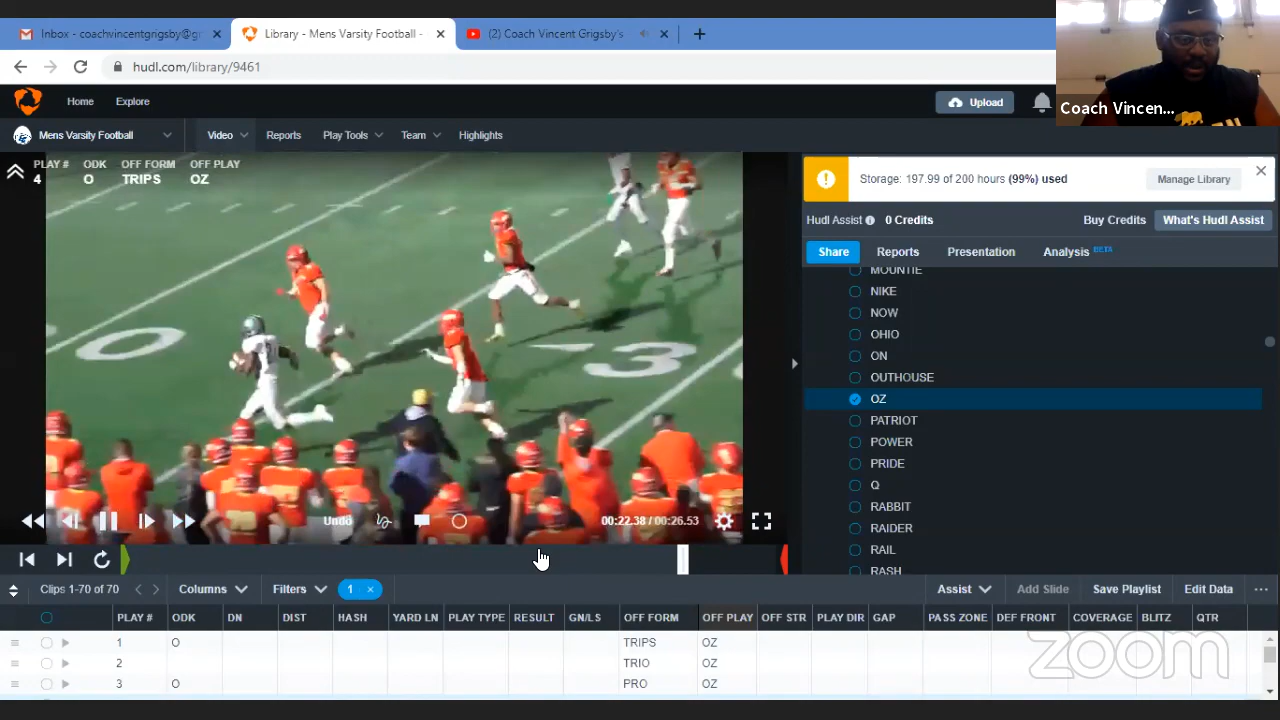 Inbox - coachvincentgrigsby@g
Library - Mens Varsity Football -
(2) Coach Vincent Grigsby's
hudl.com/library/9461
Coach Vincen...
Home
Explore
Upload
Mens Varsity Football
Video
Reports
Play Tools
Team
Highlights
PLAY # ODK OFF FORM OFF PLAY
4 O TRIPS OZ
Storage: 197.99 of 200 hours (99%) used
Manage Library
Hudl Assist 0 Credits
Buy Credits
What's Hudl Assist
Share
Reports
Presentation
Analysis BETA
MOUNTIE
NIKE
NOW
OHIO
ON
OUTHOUSE
OZ
PATRIOT
POWER
PRIDE
Q
RABBIT
RAIDER
RAIL
RASH
0
3
Undo
00:22.38 / 00:26.53
Clips 1-70 of 70
Columns
Filters
1 ×
Assist
Add Slide
Save Playlist
Edit Data
PLAY # ODK DN DIST HASH YARD LN PLAY TYPE RESULT GN/LS OFF FORM OFF PLAY OFF STR PLAY DIR GAP PASS ZONE DEF FRONT COVERAGE BLITZ QTR
1 O TRIPS OZ
2 TRIO OZ
3 O PRO OZ
zoom